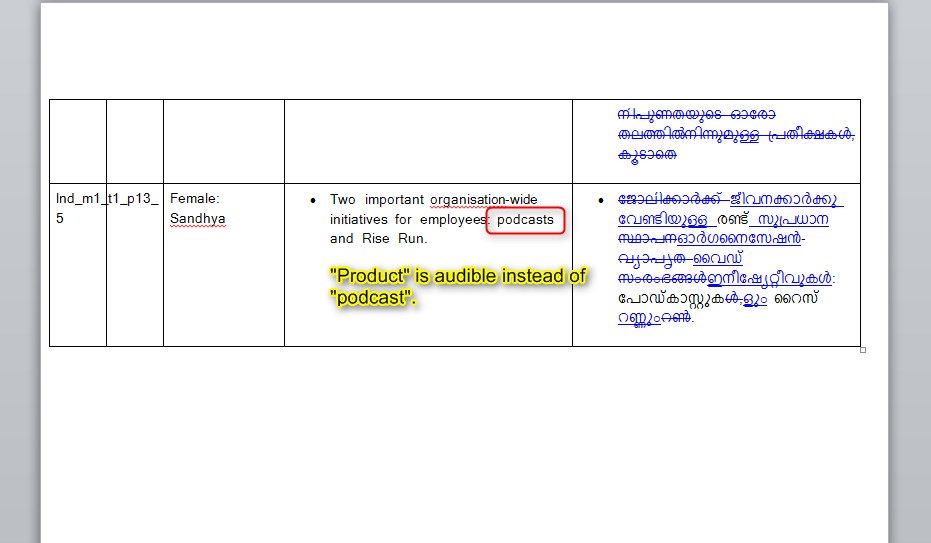 നിപുണതയുടെ ഓരോ
തലത്തിൽനിന്നുമുള്ള പ്രതീക്ഷകൾ,
കൂടാതെ
Ind_m1_t1_p13_
5
Female:
Sandhya
• Two important organisation-wide
initiatives for employees: podcasts
and Rise Run.
"Product" is audible instead of
"podcast".
• ജോലിക്കാർക്ക് ജീവനക്കാർക്കു
വേണ്ടിയുള്ള രണ്ട് സുപ്രധാന
സ്ഥാപനഓർഗനൈസേഷൻ-
വ്യാപൃത വൈഡ്
സംരംഭങ്ങൾഇനീഷ്യേറ്റീവുകൾ:
പോഡ്കാസ്റ്റുകൾ,ളും റൈസ്
റണ്ണുംറൺ.